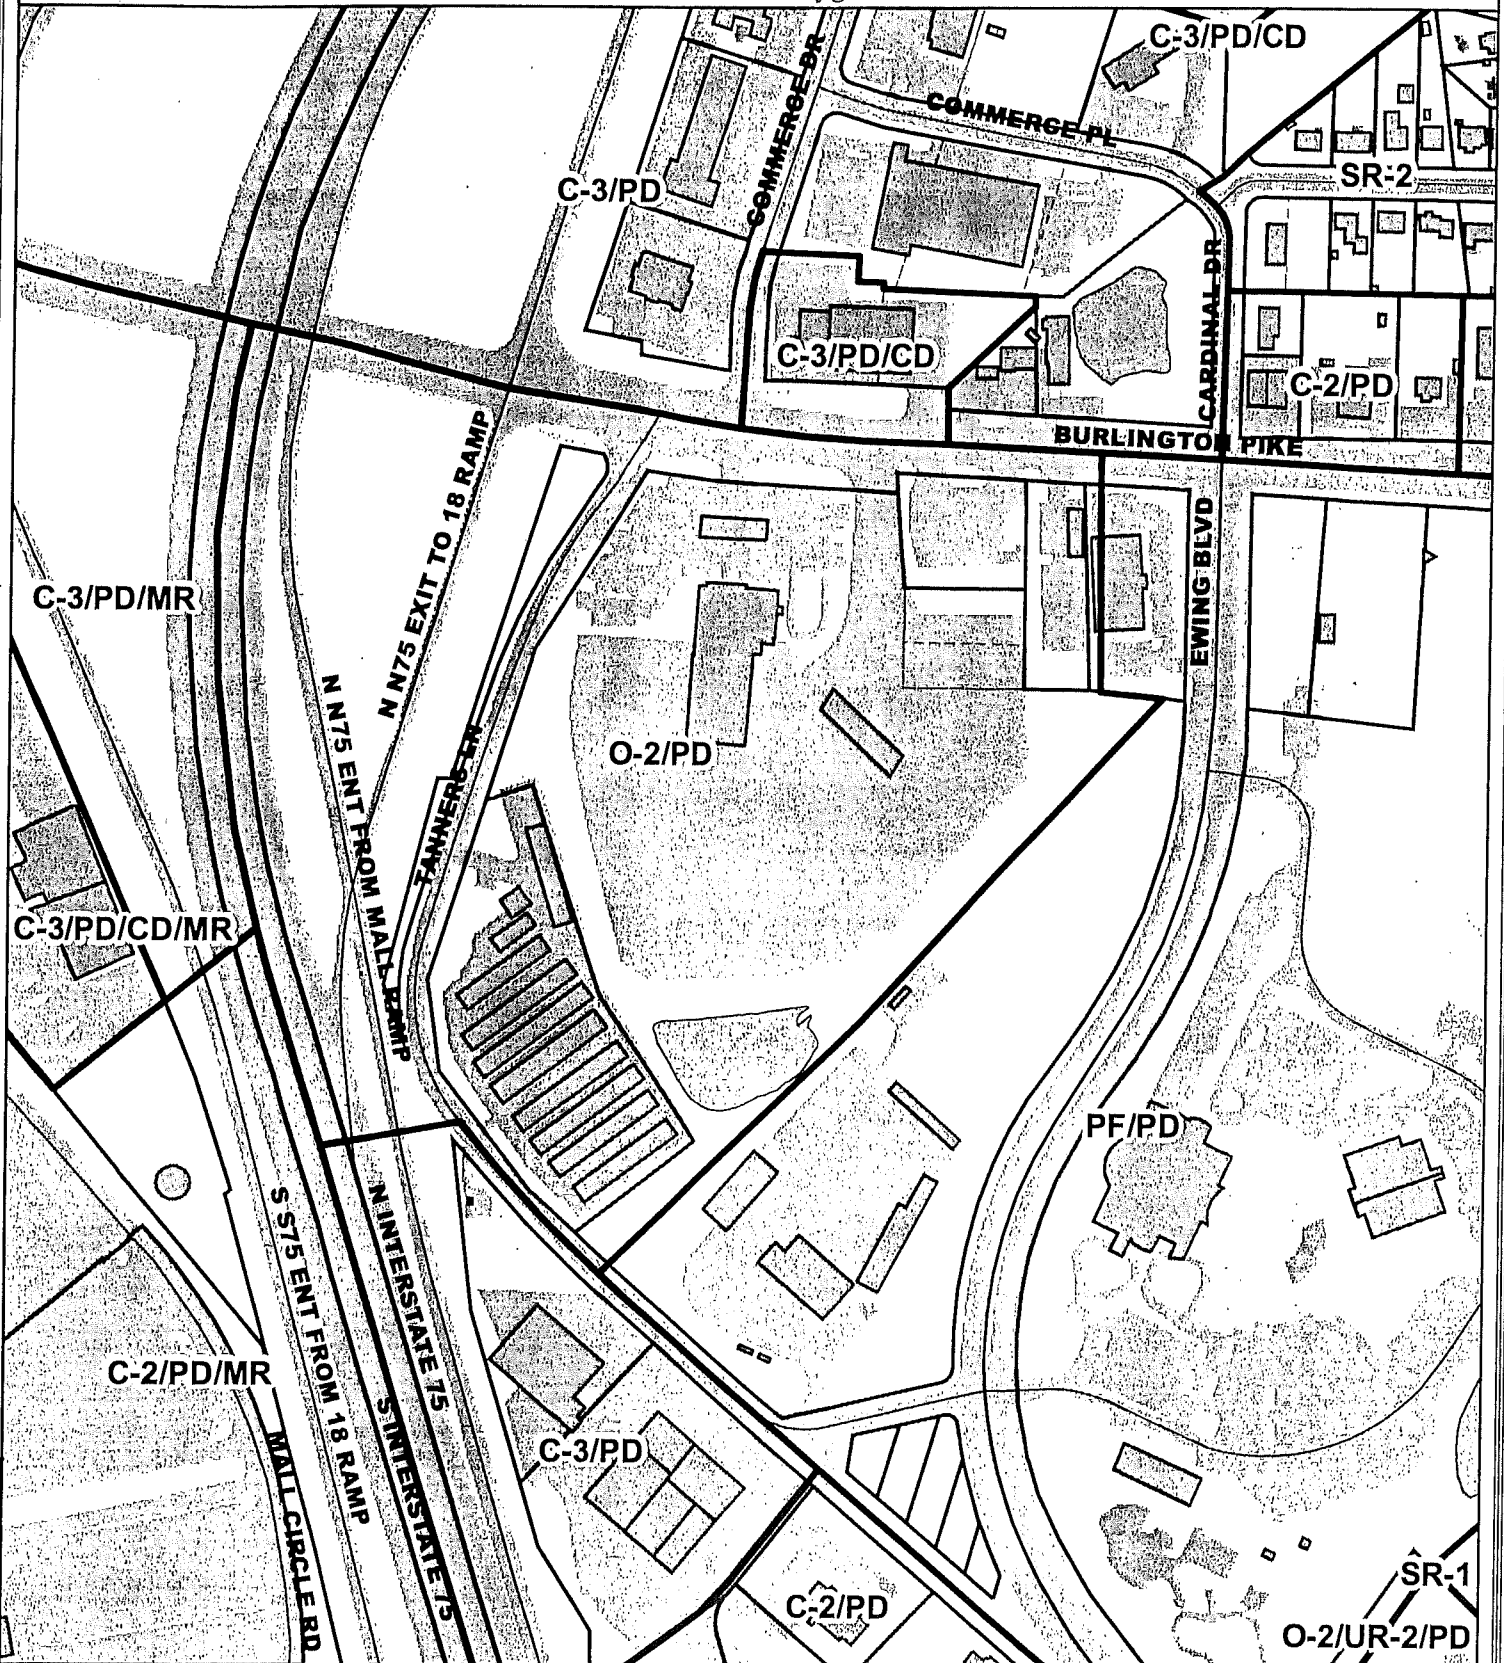 C-3/PD/CD
COMMERCE DR
COMMERCE PL
C-3/PD
SR-2
CARDINAL DR
C-3/PD/CD
C-2/PD
BURLINGTON PIKE
N N75 EXIT TO 18 RAMP
EWING BLVD
C-3/PD/MR
N N75 ENT FROM MALL RAMP
O-2/PD
TANNERS LN
C-3/PD/CD/MR
PF/PD
S S75 ENT FROM 18 RAMP
N INTERSTATE 75
C-2/PD/MR
S INTERSTATE 75
C-3/PD
MALL CIRCLE RD
C-2/PD
SR-1
O-2/UR-2/PD